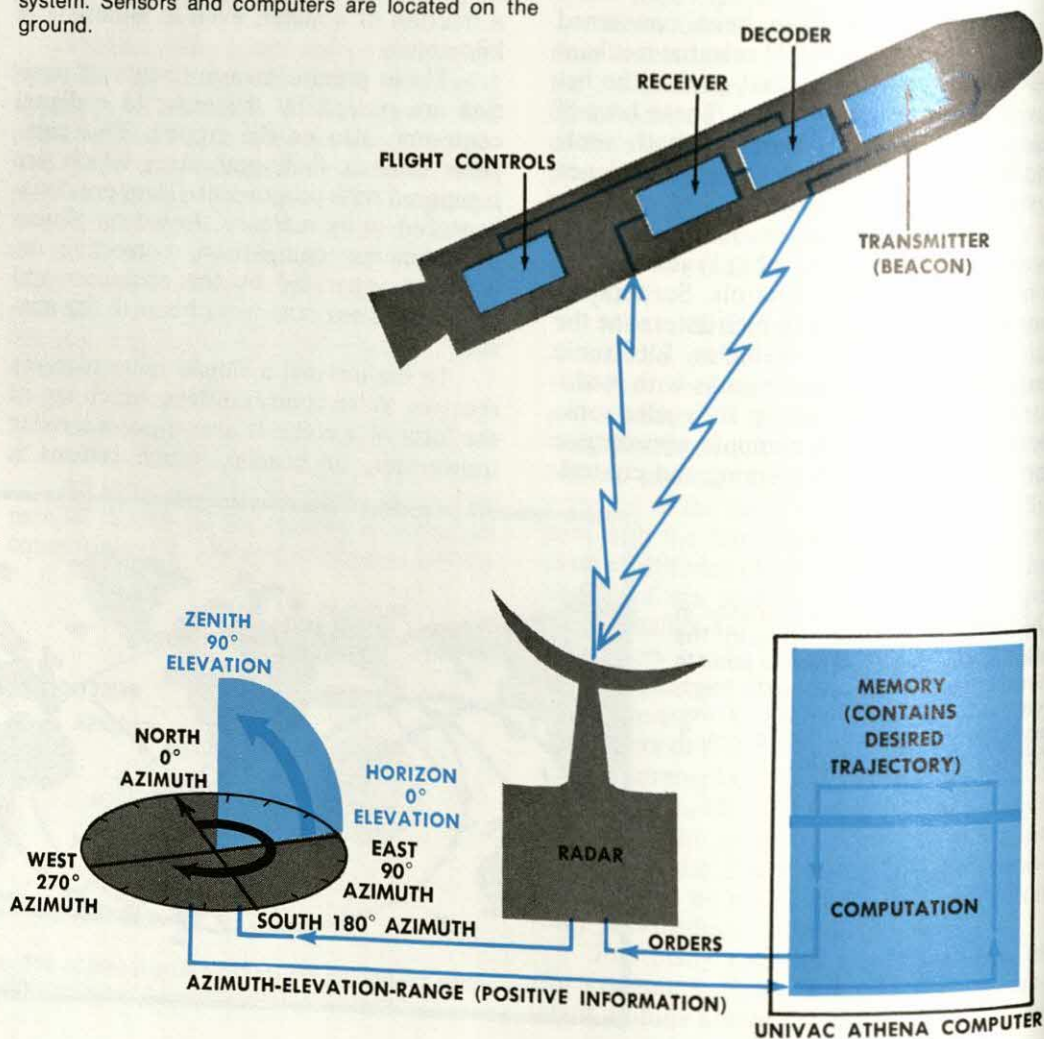 system. Sensors and computers are located on the
ground.
DECODER
RECEIVER
FLIGHT CONTROLS
TRANSMITTER
(BEACON)
ZENITH
90°
ELEVATION
NORTH
0°
AZIMUTH
HORIZON
0°
ELEVATION
WEST
270°
AZIMUTH
EAST
90°
AZIMUTH
SOUTH 180° AZIMUTH
RADAR
ORDERS
MEMORY
(CONTAINS
DESIRED
TRAJECTORY)
COMPUTATION
AZIMUTH-ELEVATION-RANGE (POSITIVE INFORMATION)
UNIVAC ATHENA COMPUTER